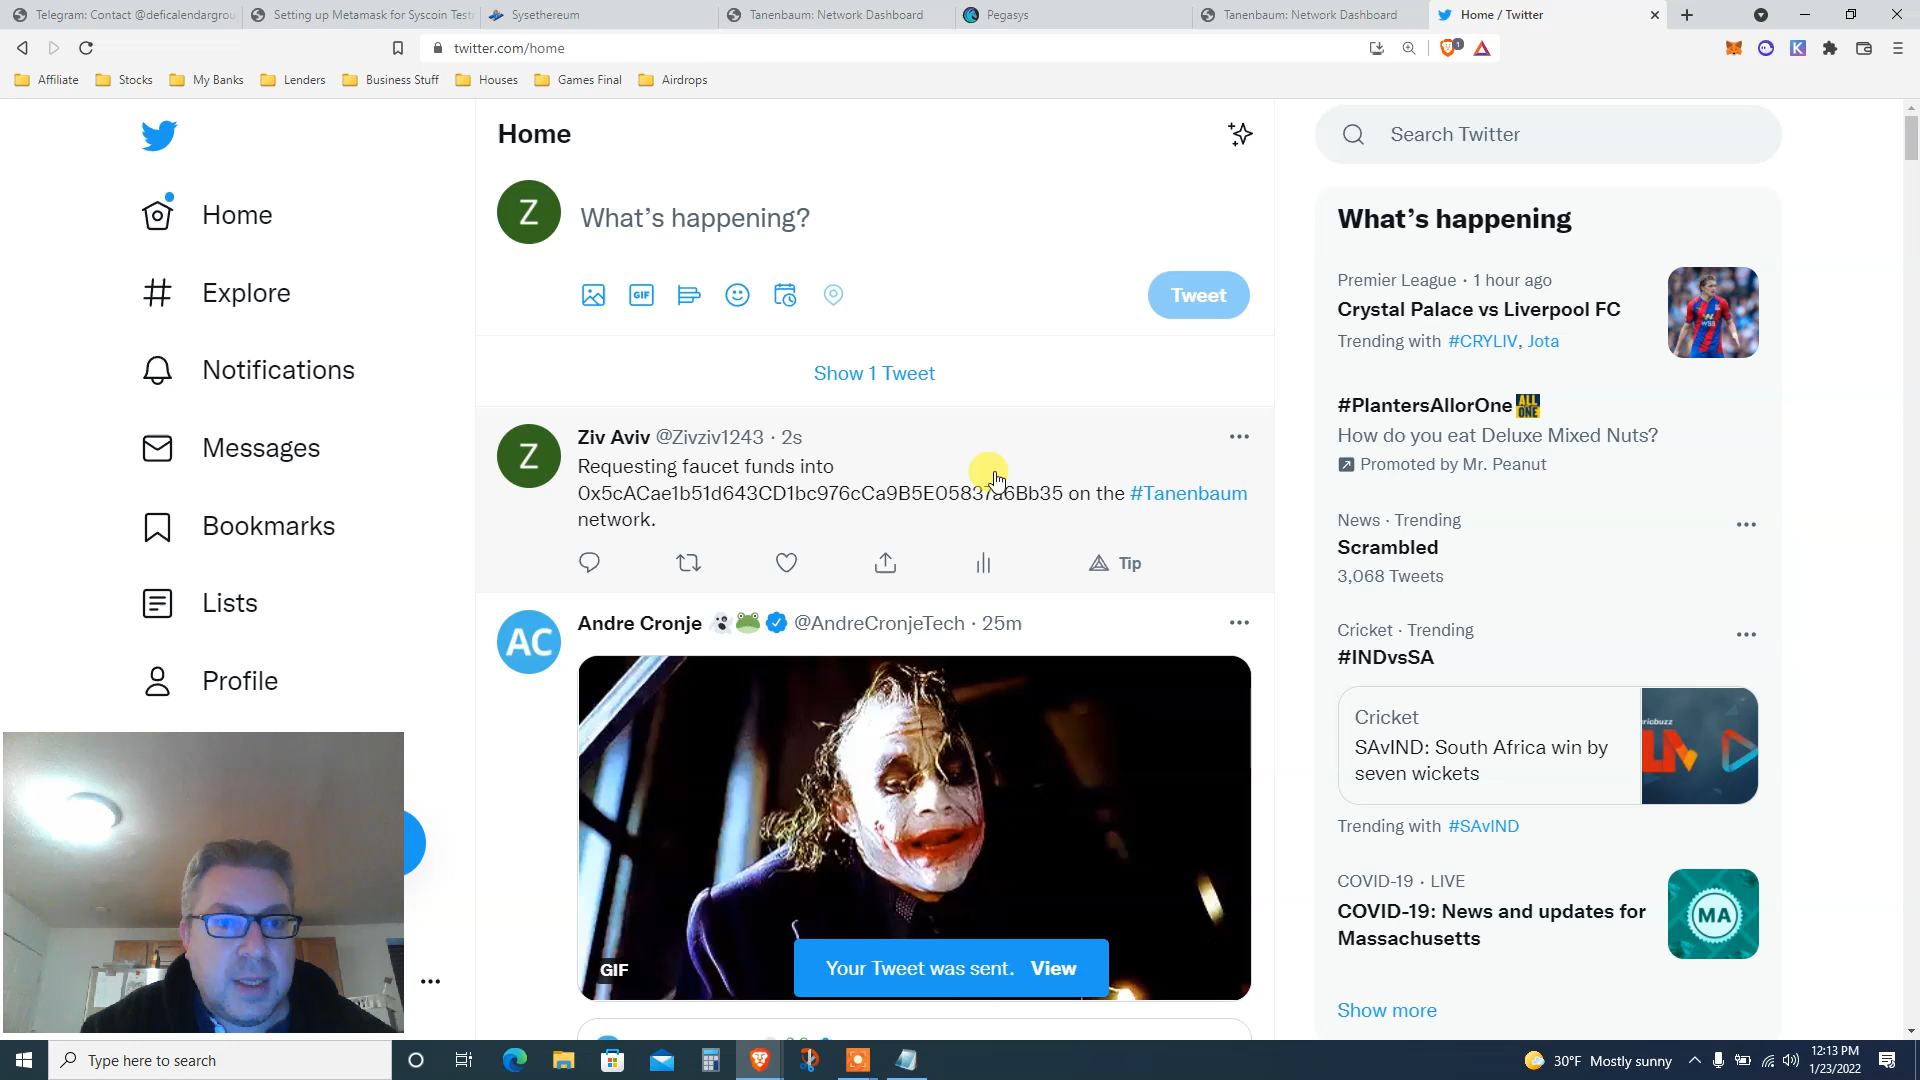 Telegram: Contact @deficalendargrou
Setting up Metamask for Syscoin Test
Sysethereum
Tanenbaum: Network Dashboard
Pegasys
Tanenbaum: Network Dashboard
Home / Twitter
twitter.com/home
1
K
Affiliate
Stocks
My Banks
Lenders
Business Stuff
Houses
Games Final
Airdrops
Home
Explore
Notifications
Messages
Bookmarks
Lists
Profile
Home
Z
What's happening?
GIF
Tweet
Show 1 Tweet
Z
Ziv Aviv @Zivziv1243 · 2s
Requesting faucet funds into
0x5cACae1b51d643CD1bc976cCa9B5E05837a6Bb35 on the #Tanenbaum
network.
Tip
AC
Andre Cronje 👻🐸 @AndreCronjeTech · 25m
GIF
Your Tweet was sent. View
Search Twitter
What's happening
Premier League · 1 hour ago
Crystal Palace vs Liverpool FC
Trending with #CRYLIV, Jota
#PlantersAllorOne
ALL
ONE
How do you eat Deluxe Mixed Nuts?
Promoted by Mr. Peanut
News · Trending
Scrambled
3,068 Tweets
Cricket · Trending
#INDvsSA
Cricket
SAvIND: South Africa win by
seven wickets
Trending with #SAvIND
COVID-19 · LIVE
COVID-19: News and updates for
Massachusetts
MA
Show more
Type here to search
30°F Mostly sunny
12:13 PM
1/23/2022